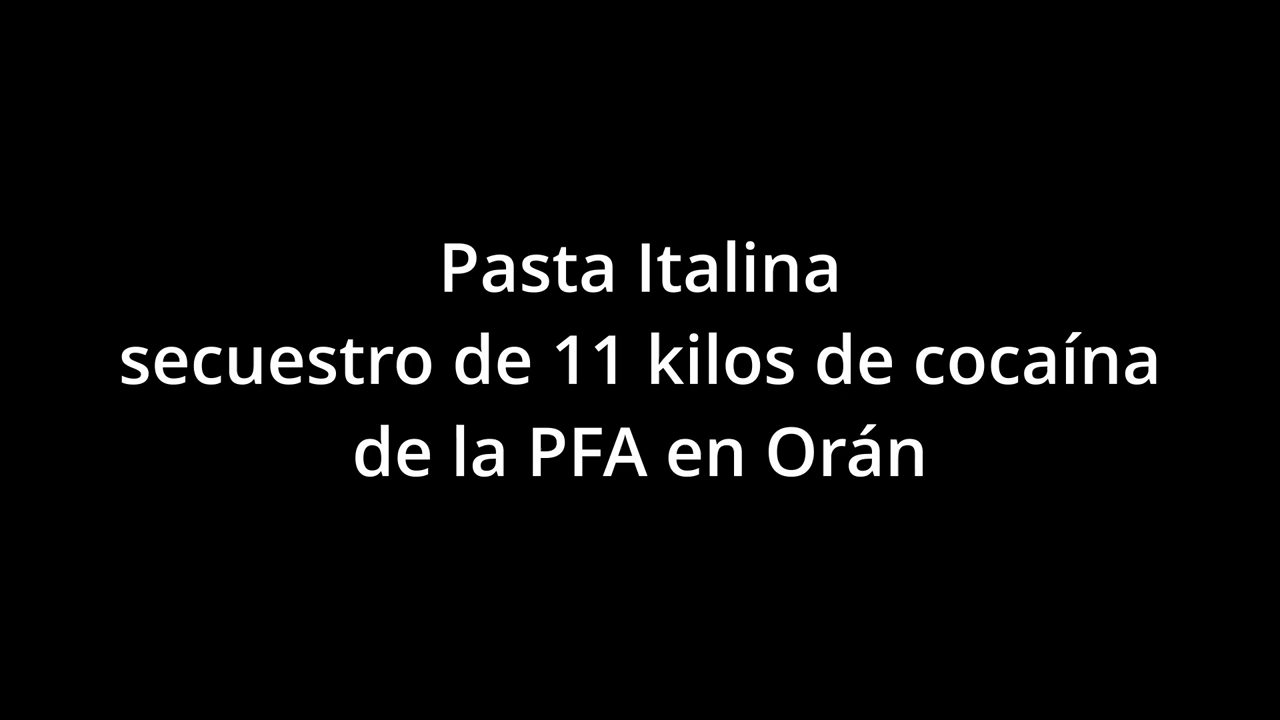 Pasta Italina
secuestro de 11 kilos de cocaína
de la PFA en Orán